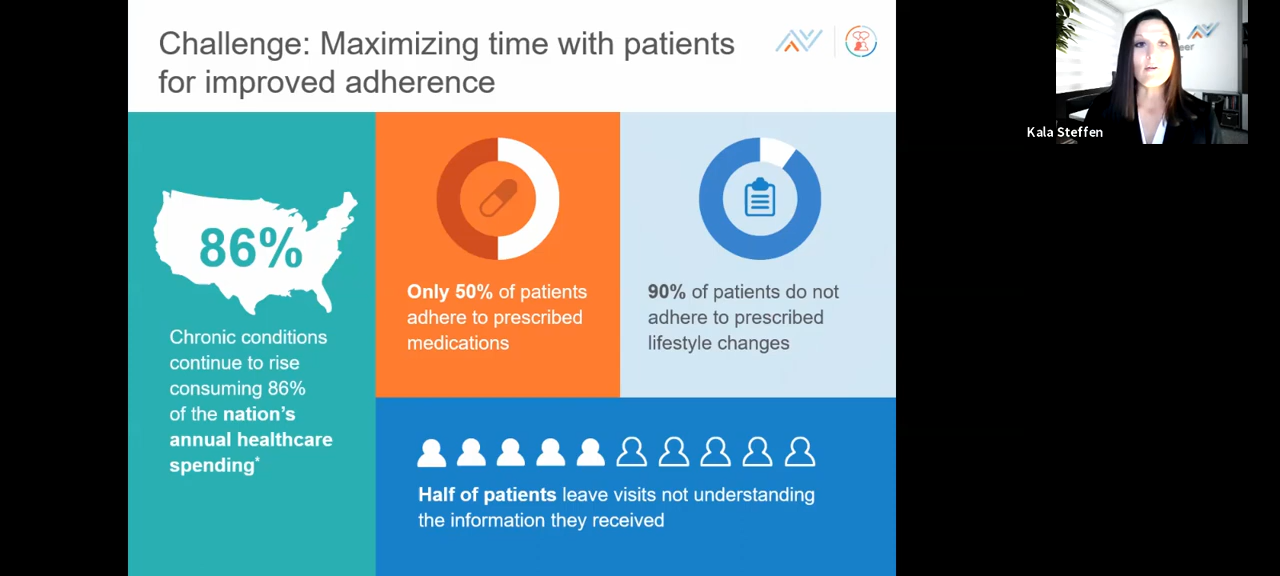 Challenge: Maximizing time with patients
for improved adherence
86%
Chronic conditions
continue to rise
consuming 86%
of the nation's
annual healthcare
spending*
Only 50% of patients
adhere to prescribed
medications
90% of patients do not
adhere to prescribed
lifestyle changes
Half of patients leave visits not understanding
the information they received
Kala Steffen